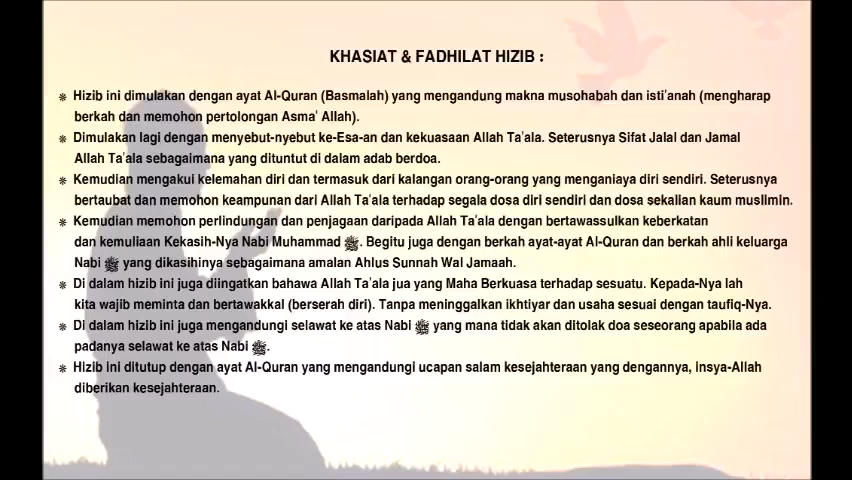 KHASIAT & FADHILAT HIZIB :
⁕ Hizib ini dimulakan dengan ayat Al-Quran (Basmalah) yang mengandung makna musohabah dan isti'anah (mengharap
berkah dan memohon pertolongan Asma' Allah).
⁕ Dimulakan lagi dengan menyebut-nyebut ke-Esa-an dan kekuasaan Allah Ta'ala. Seterusnya Sifat Jalal dan Jamal
Allah Ta'ala sebagaimana yang dituntut di dalam adab berdoa.
⁕ Kemudian mengakui kelemahan diri dan termasuk dari kalangan orang-orang yang menganiaya diri sendiri. Seterusnya
bertaubat dan memohon keampunan dari Allah Ta'ala terhadap segala dosa diri sendiri dan dosa sekalian kaum muslimin.
⁕ Kemudian memohon perlindungan dan penjagaan daripada Allah Ta'ala dengan bertawassulkan keberkatan
dan kemuliaan Kekasih-Nya Nabi Muhammad ﷺ. Begitu juga dengan berkah ayat-ayat Al-Quran dan berkah ahli keluarga
Nabi ﷺ yang dikasihinya sebagaimana amalan Ahlus Sunnah Wal Jamaah.
⁕ Di dalam hizib ini juga diingatkan bahawa Allah Ta'ala jua yang Maha Berkuasa terhadap sesuatu. Kepada-Nya lah
kita wajib meminta dan bertawakkal (berserah diri). Tanpa meninggalkan ikhtiyar dan usaha sesuai dengan taufiq-Nya.
⁕ Di dalam hizib ini juga mengandungi selawat ke atas Nabi ﷺ yang mana tidak akan ditolak doa seseorang apabila ada
padanya selawat ke atas Nabi ﷺ.
⁕ Hizib ini ditutup dengan ayat Al-Quran yang mengandungi ucapan salam kesejahteraan yang dengannya, insya-Allah
diberikan kesejahteraan.